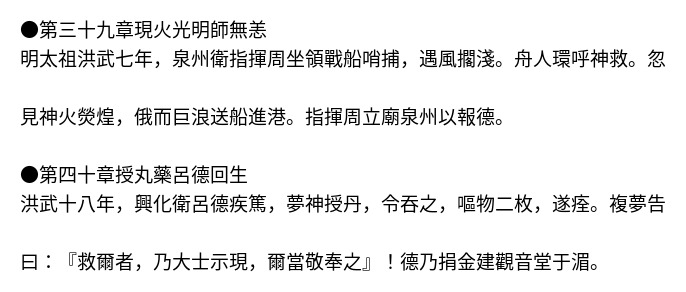 ●第三十九章現火光明師無恙
明太祖洪武七年，泉州衛指揮周坐領戰船哨捕，遇風擱淺。舟人環呼神救。忽
見神火熒煌，俄而巨浪送船進港。指揮周立廟泉州以報德。
●第四十章授丸藥呂德回生
洪武十八年，興化衛呂德疾篤，夢神授丹，令吞之，嘔物二枚，遂痊。複夢告
曰：『救爾者，乃大士示現，爾當敬奉之』！德乃捐金建觀音堂于湄。